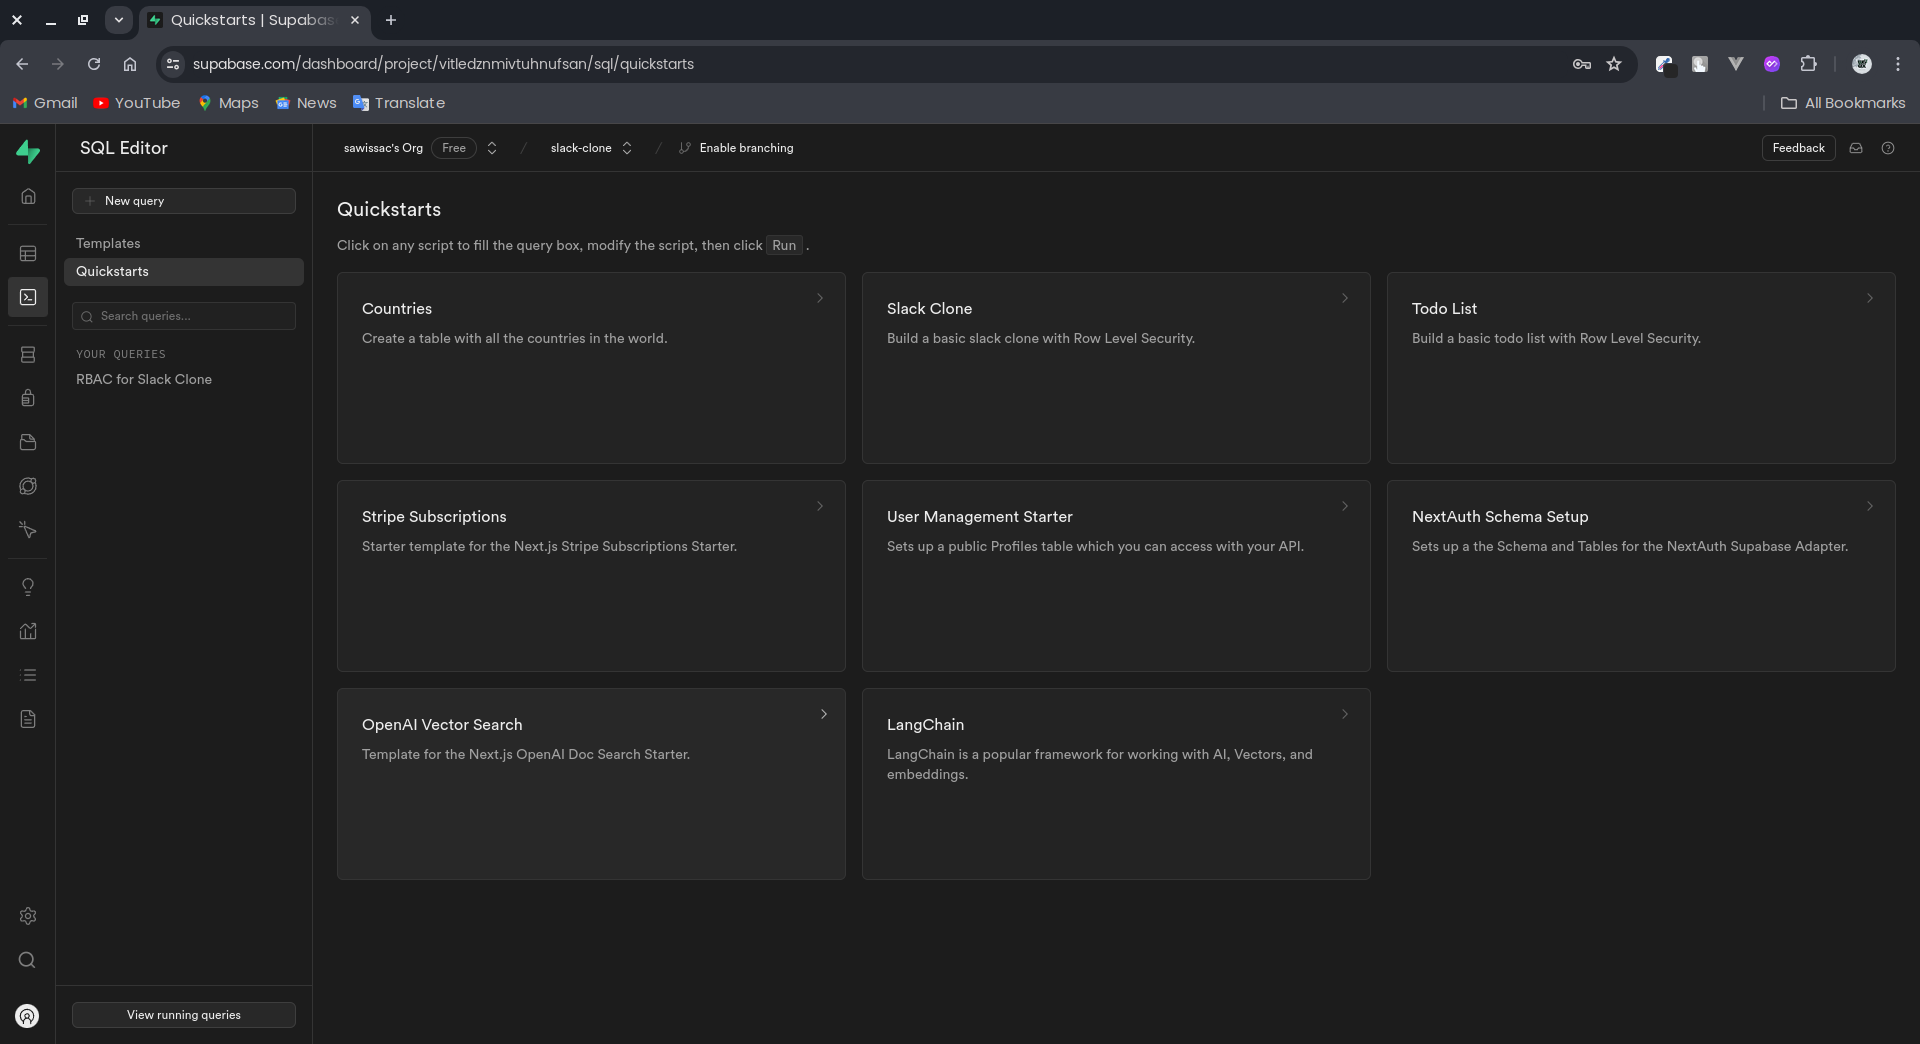 Quickstarts | Supabas
supabase.com/dashboard/project/vitledznmivtuhnufsan/sql/quickstarts
Gmail YouTube Maps News Translate All Bookmarks
SQL Editor
sawissac's Org Free / slack-clone / Enable branching Feedback
New query
Templates
Quickstarts
Search queries...
YOUR QUERIES
RBAC for Slack Clone
View running queries
Quickstarts
Click on any script to fill the query box, modify the script, then click Run .
Countries
Create a table with all the countries in the world.
Slack Clone
Build a basic slack clone with Row Level Security.
Todo List
Build a basic todo list with Row Level Security.
Stripe Subscriptions
Starter template for the Next.js Stripe Subscriptions Starter.
User Management Starter
Sets up a public Profiles table which you can access with your API.
NextAuth Schema Setup
Sets up a the Schema and Tables for the NextAuth Supabase Adapter.
OpenAI Vector Search
Template for the Next.js OpenAI Doc Search Starter.
LangChain
LangChain is a popular framework for working with AI, Vectors, and
embeddings.